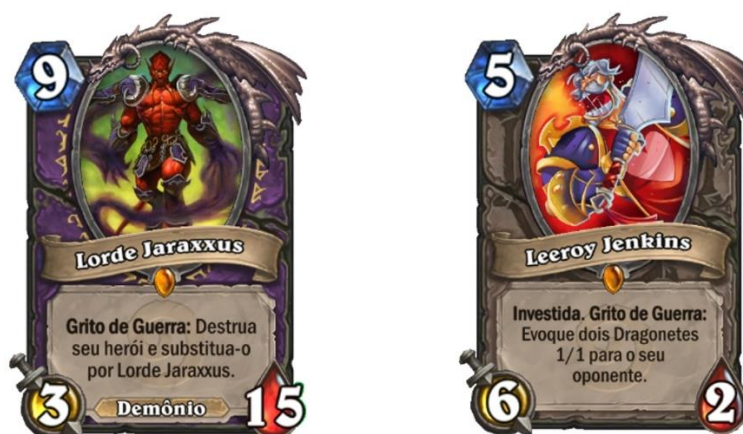 9
Lorde Jaraxxus
Grito de Guerra: Destrua
seu herói e substitua-o
por Lorde Jaraxxus.
3
Demônio
15
5
Leeroy Jenkins
Investida. Grito de Guerra:
Evoque dois Dragonetes
1/1 para o seu
oponente.
6
2